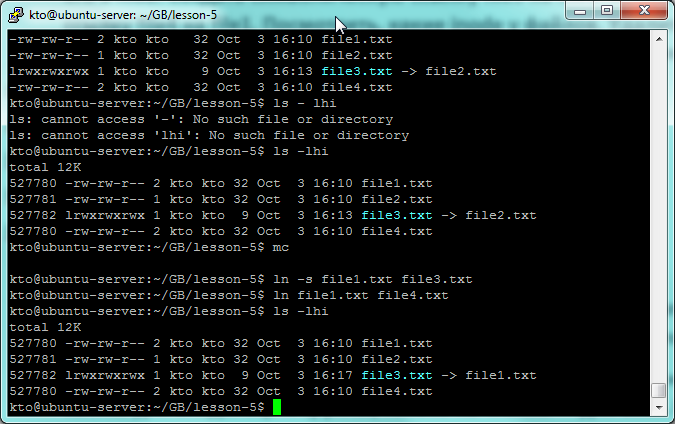 kto@ubuntu-server: ~/GB/lesson-5
-rw-rw-r-- 2 kto kto   32 Oct  3 16:10 file1.txt
-rw-rw-r-- 1 kto kto   32 Oct  3 16:10 file2.txt
lrwxrwxrwx 1 kto kto    9 Oct  3 16:13 file3.txt -> file2.txt
-rw-rw-r-- 2 kto kto   32 Oct  3 16:10 file4.txt
kto@ubuntu-server:~/GB/lesson-5$ ls - lhi
ls: cannot access '-': No such file or directory
ls: cannot access 'lhi': No such file or directory
kto@ubuntu-server:~/GB/lesson-5$ ls -lhi
total 12K
527780 -rw-rw-r-- 2 kto kto 32 Oct  3 16:10 file1.txt
527781 -rw-rw-r-- 1 kto kto 32 Oct  3 16:10 file2.txt
527782 lrwxrwxrwx 1 kto kto  9 Oct  3 16:13 file3.txt -> file2.txt
527780 -rw-rw-r-- 2 kto kto 32 Oct  3 16:10 file4.txt
kto@ubuntu-server:~/GB/lesson-5$ mc
kto@ubuntu-server:~/GB/lesson-5$ ln -s file1.txt file3.txt
kto@ubuntu-server:~/GB/lesson-5$ ln file1.txt file4.txt
kto@ubuntu-server:~/GB/lesson-5$ ls -lhi
total 12K
527780 -rw-rw-r-- 2 kto kto 32 Oct  3 16:10 file1.txt
527781 -rw-rw-r-- 1 kto kto 32 Oct  3 16:10 file2.txt
527782 lrwxrwxrwx 1 kto kto  9 Oct  3 16:17 file3.txt -> file1.txt
527780 -rw-rw-r-- 2 kto kto 32 Oct  3 16:10 file4.txt
kto@ubuntu-server:~/GB/lesson-5$